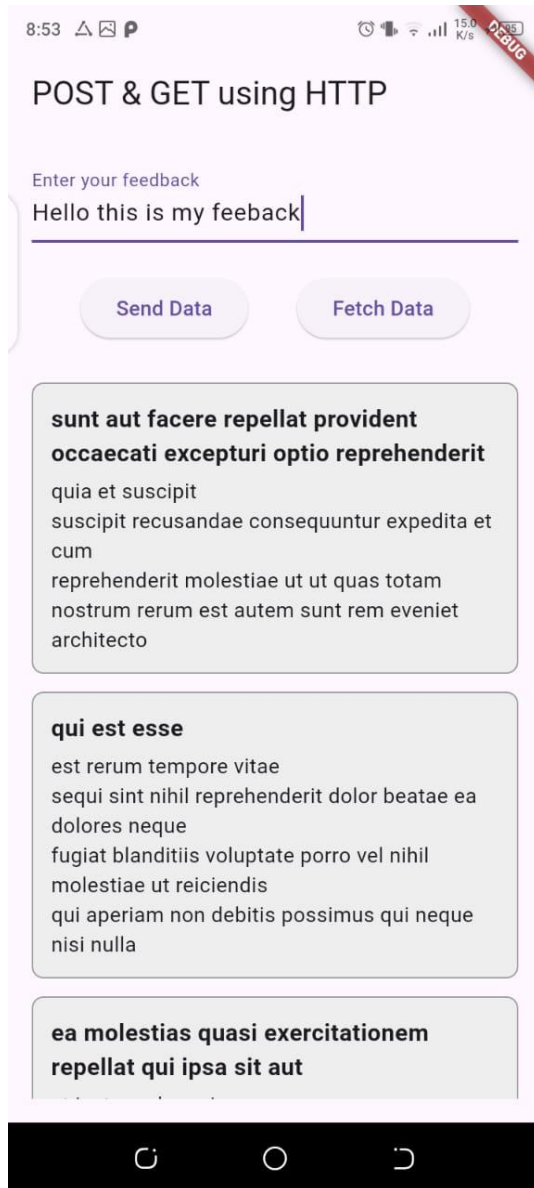 8:53
15.0
K/s
95
DEBUG
POST & GET using HTTP
Enter your feedback
Hello this is my feeback
Send Data
Fetch Data
sunt aut facere repellat provident
occaecati excepturi optio reprehenderit
quia et suscipit
suscipit recusandae consequuntur expedita et
cum
reprehenderit molestiae ut ut quas totam
nostrum rerum est autem sunt rem eveniet
architecto
qui est esse
est rerum tempore vitae
sequi sint nihil reprehenderit dolor beatae ea
dolores neque
fugiat blanditiis voluptate porro vel nihil
molestiae ut reiciendis
qui aperiam non debitis possimus qui neque
nisi nulla
ea molestias quasi exercitationem
repellat qui ipsa sit aut